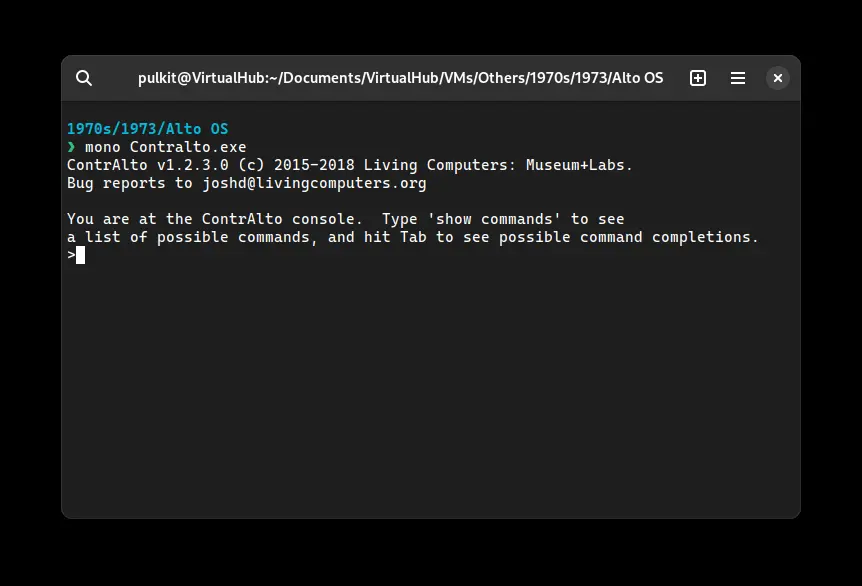 pulkit@VirtualHub:~/Documents/VirtualHub/VMs/Others/1970s/1973/Alto OS
1970s/1973/Alto OS
❯ mono Contralto.exe
ContrAlto v1.2.3.0 (c) 2015-2018 Living Computers: Museum+Labs.
Bug reports to joshd@livingcomputers.org
You are at the ContrAlto console.  Type 'show commands' to see
a list of possible commands, and hit Tab to see possible command completions.
>